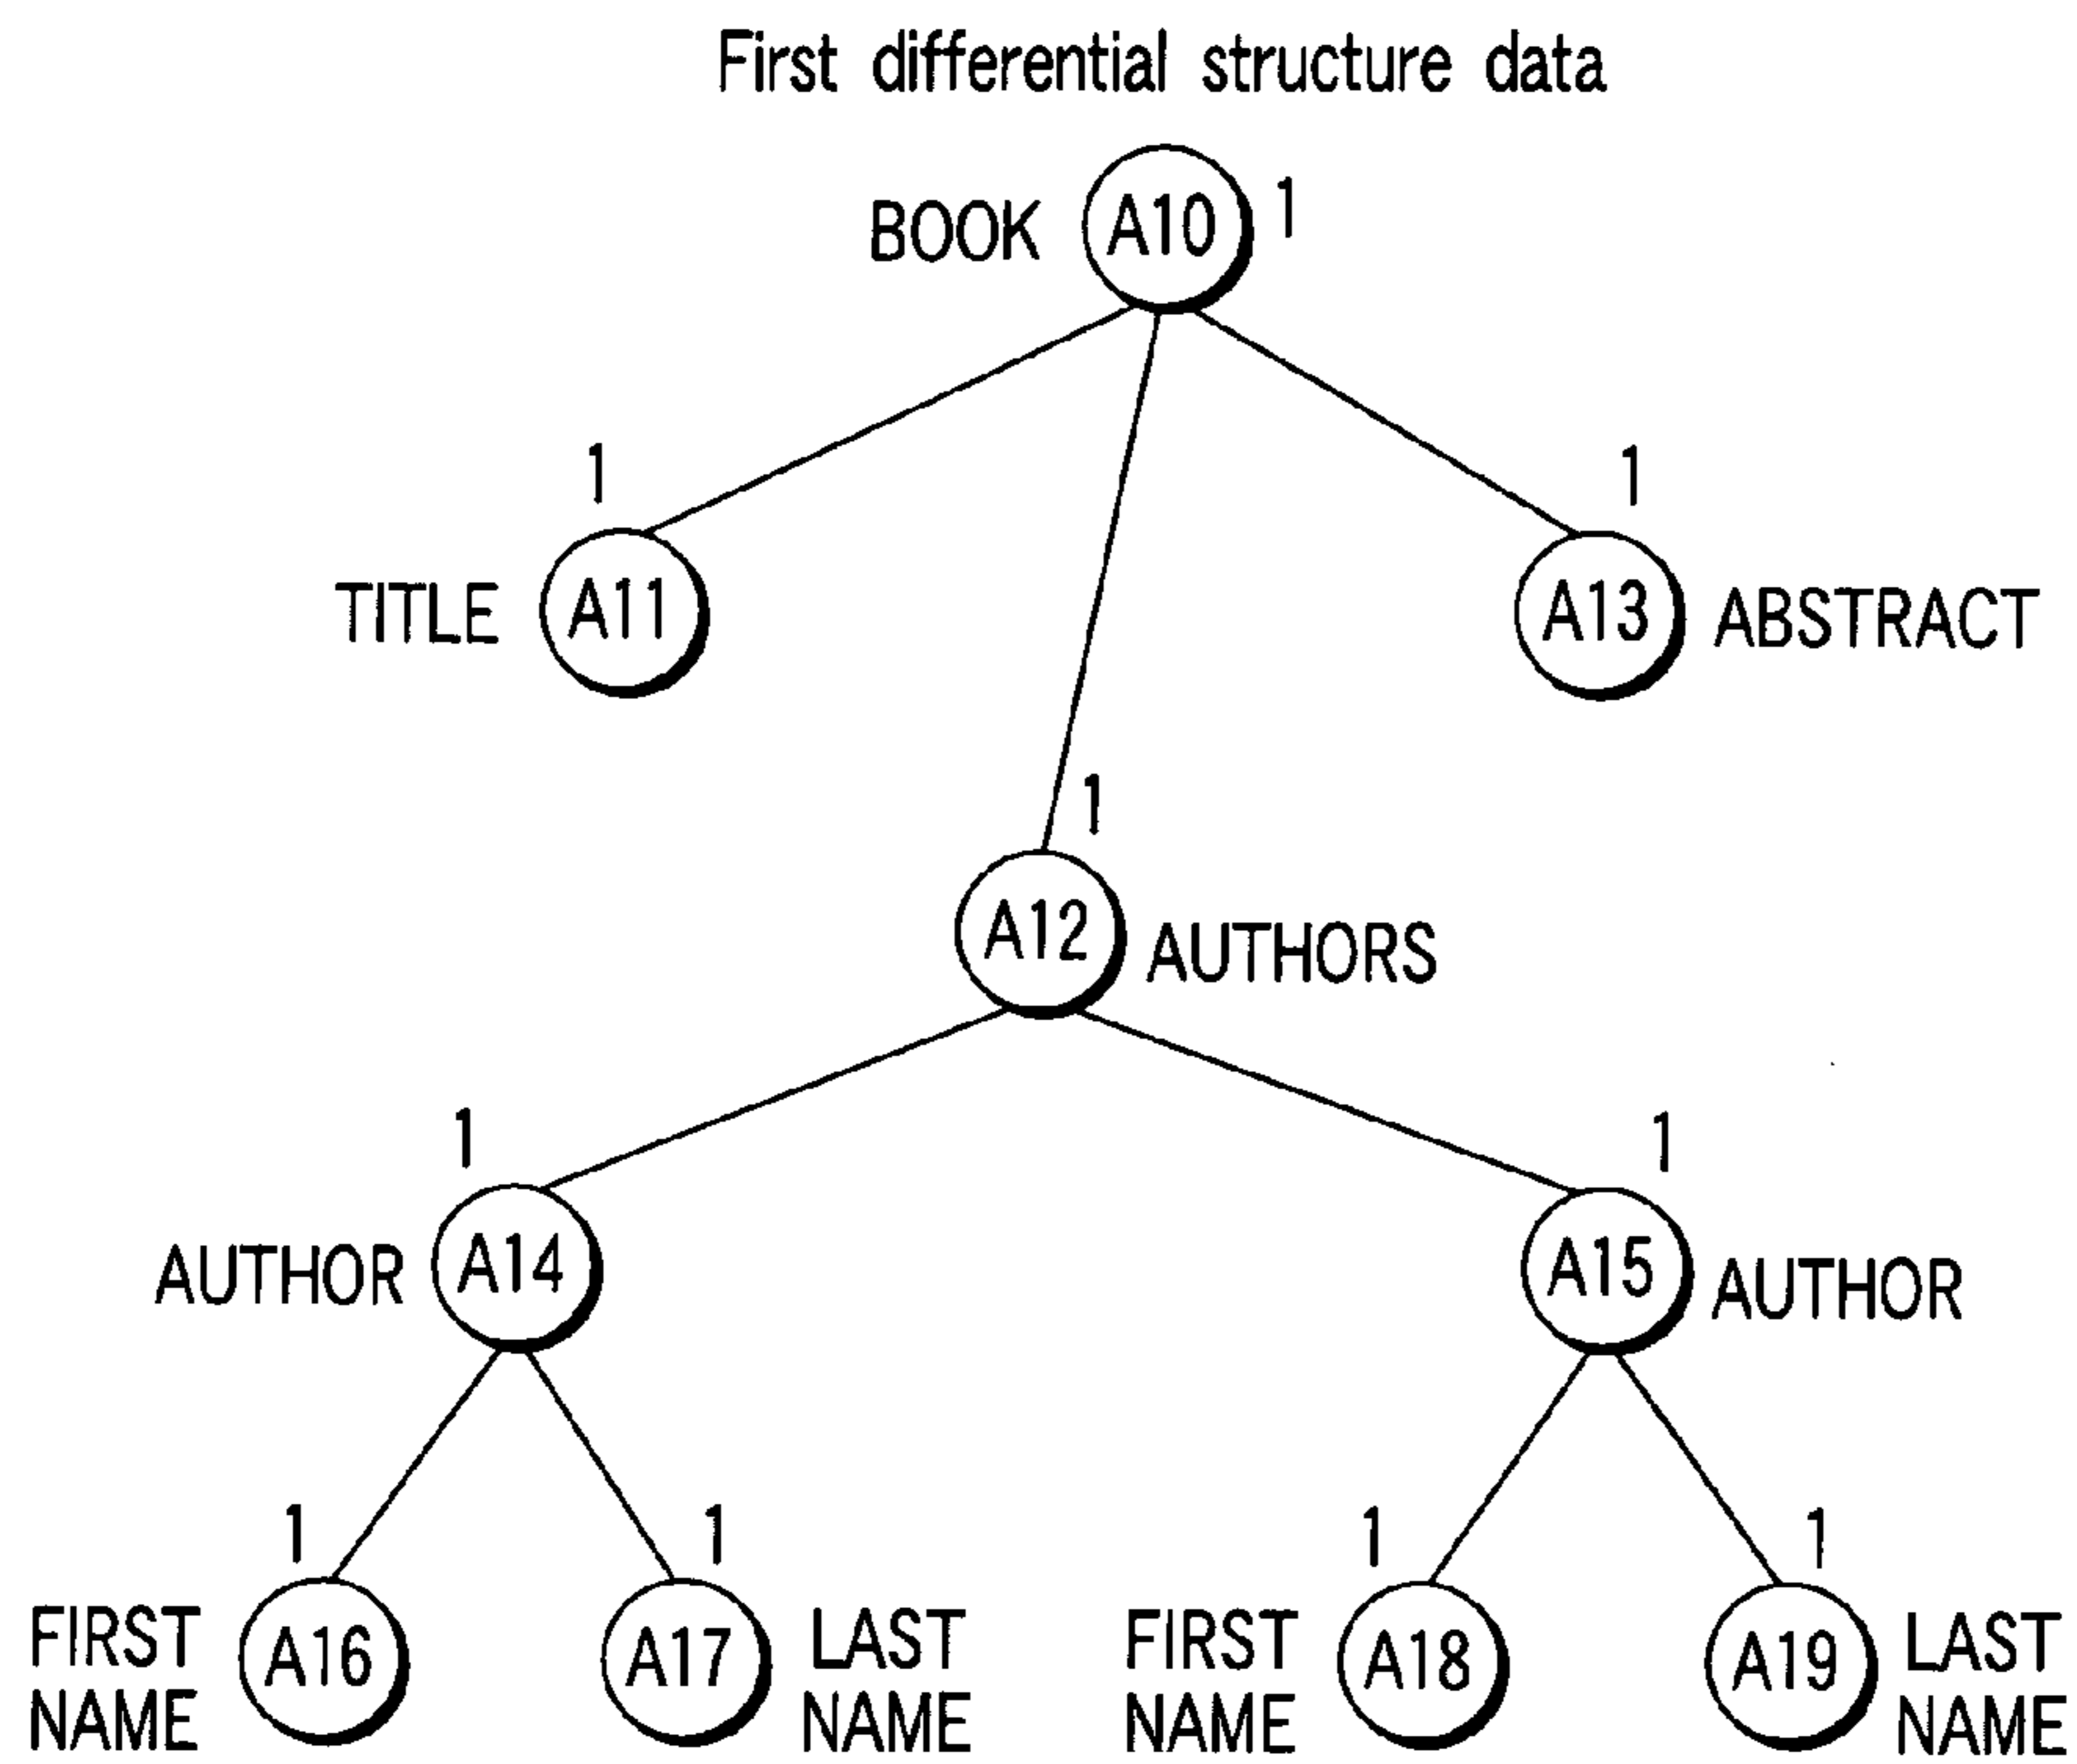 First differential structure data
BOOK A10 1
1
1
TITLE A11
A13 ABSTRACT
1
A12 AUTHORS
1
1
AUTHOR A14
A15 AUTHOR
1
1
1
1
FIRST
NAME
A16
A17
LAST
NAME
FIRST
NAME
A18
A19
LAST
NAME